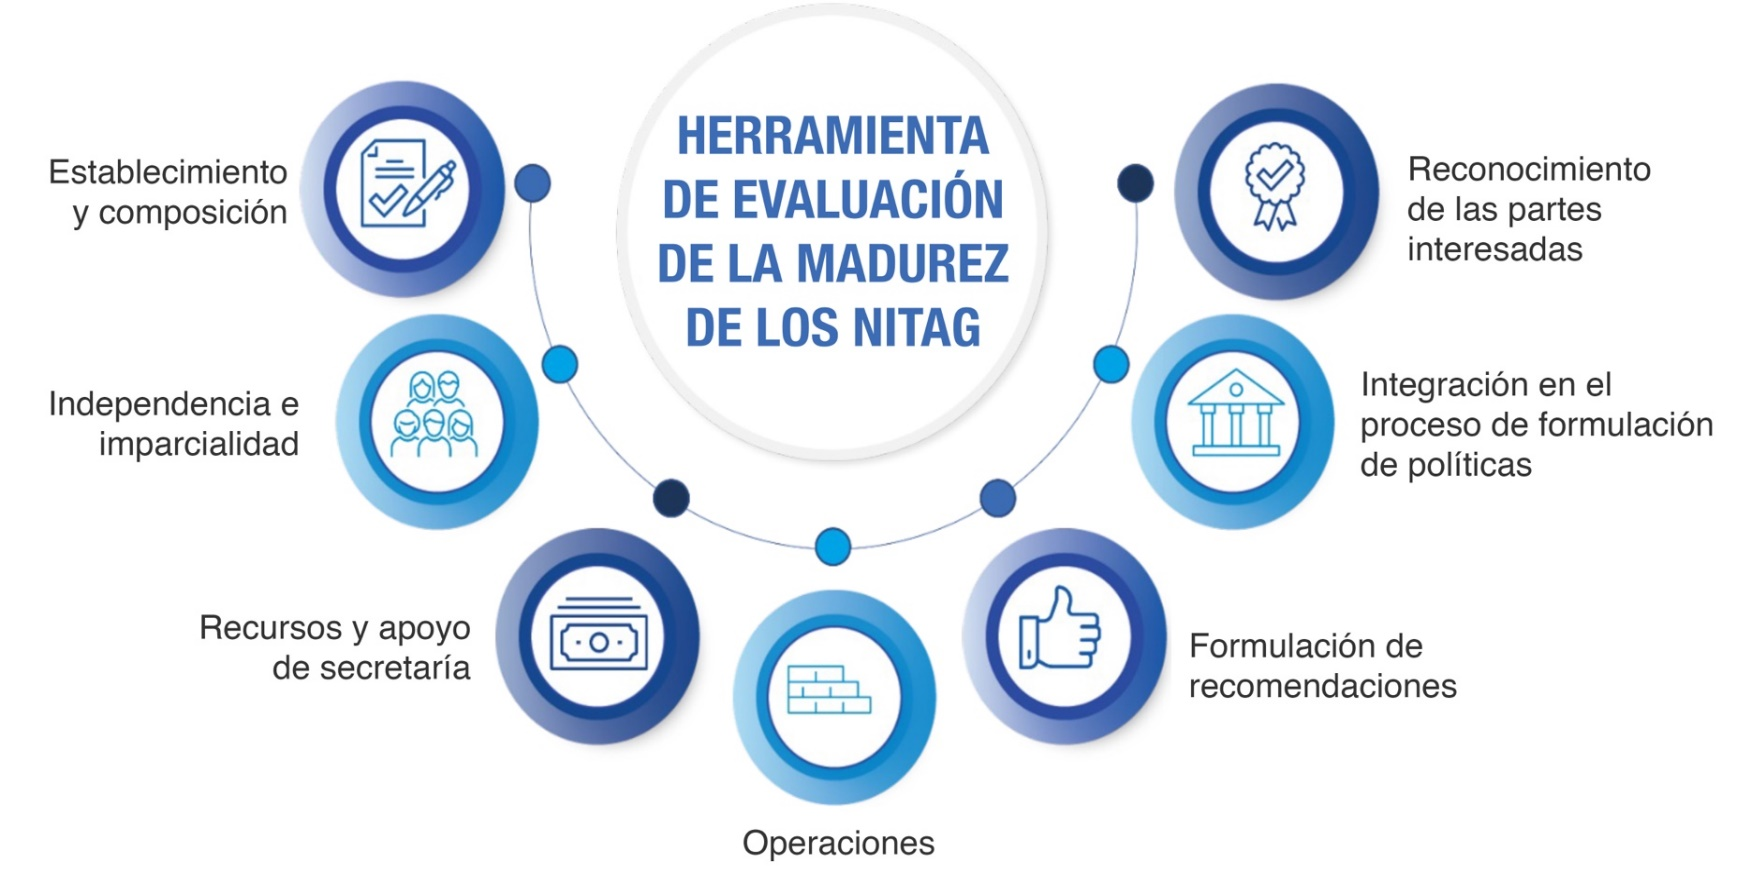 HERRAMIENTA
DE EVALUACIÓN
DE LA MADUREZ
DE LOS NITAG
Establecimiento
y composición
Independencia e
imparcialidad
Recursos y apoyo
de secretaría
Operaciones
Formulación de
recomendaciones
Integración en el
proceso de formulación
de políticas
Reconocimiento
de las partes
interesadas